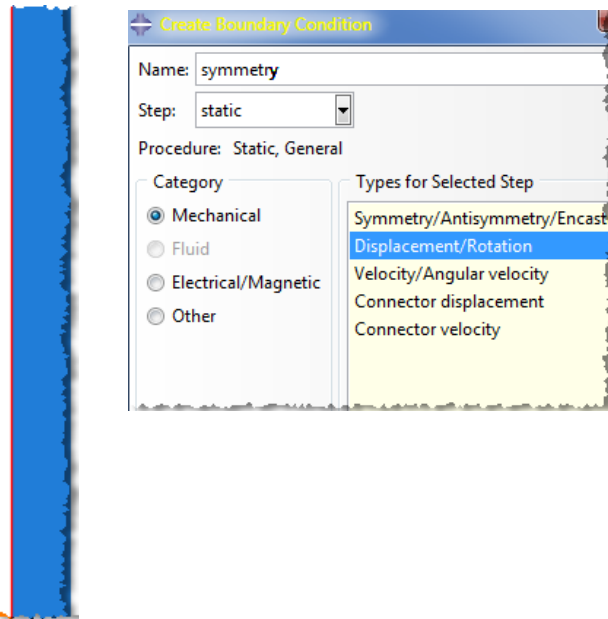 Create Boundary Condition
Name: symmetry
Step: static
Procedure: Static, General
Category
Mechanical
Fluid
Electrical/Magnetic
Other
Types for Selected Step
Symmetry/Antisymmetry/Encast
Displacement/Rotation
Velocity/Angular velocity
Connector displacement
Connector velocity